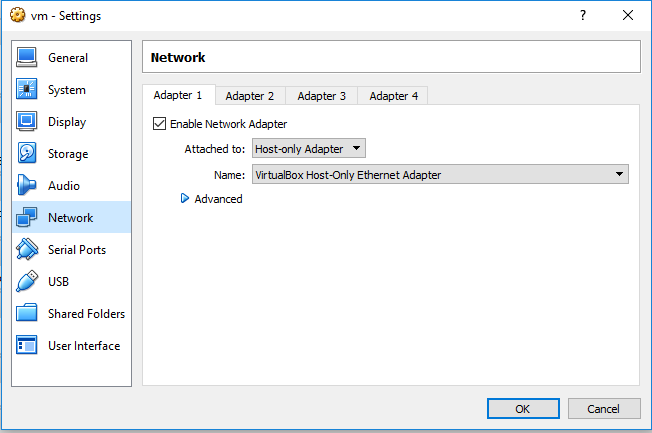 vm - Settings
?
General
System
Display
Storage
Audio
Network
Serial Ports
USB
Shared Folders
User Interface
Network
Adapter 1 Adapter 2 Adapter 3 Adapter 4
Enable Network Adapter
Attached to: Host-only Adapter
Name: VirtualBox Host-Only Ethernet Adapter
Advanced
OK Cancel